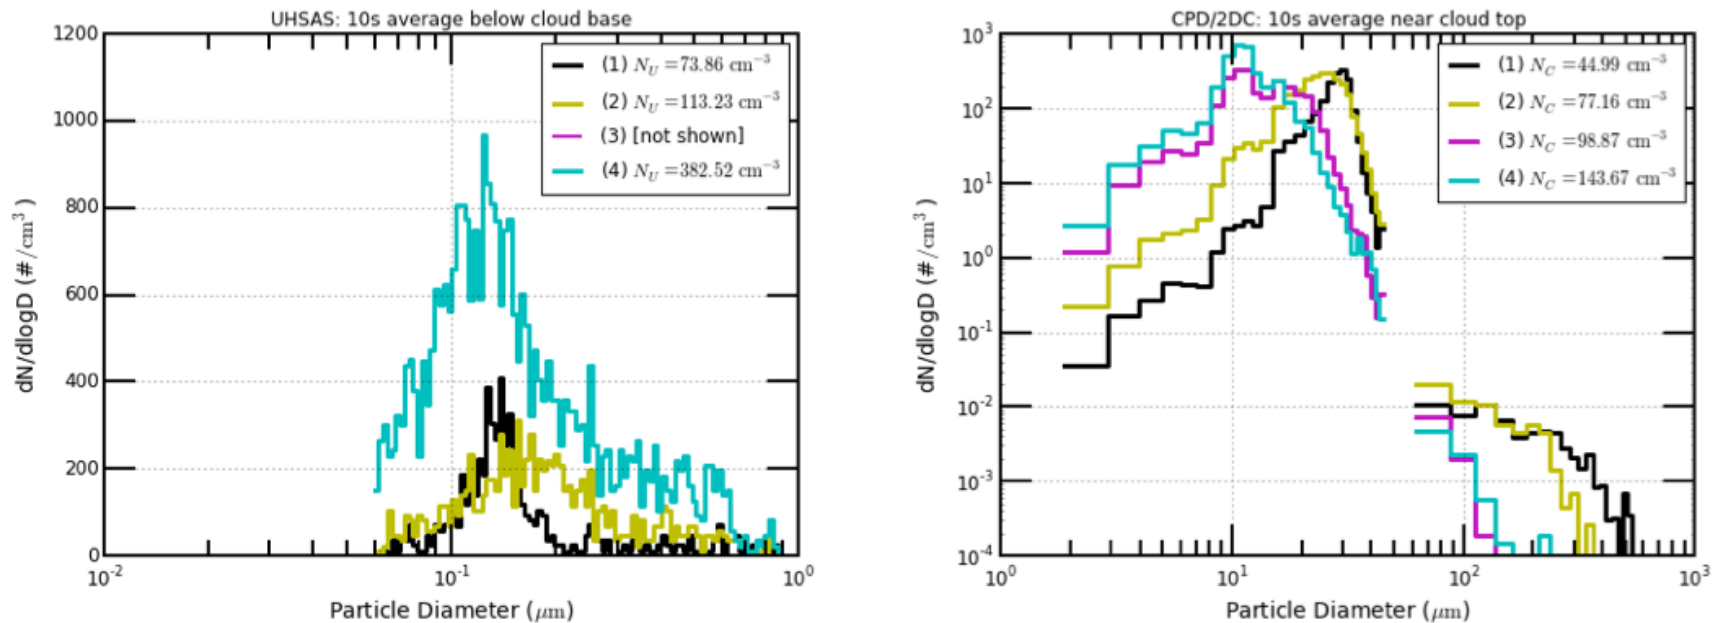 UHSAS: 10s average below cloud base
1200
1000
800
600
400
200
0
dN/dlogD (#/cm³)
(1) N_U =73.86 cm⁻³
(2) N_U =113.23 cm⁻³
(3) [not shown]
(4) N_U =382.52 cm⁻³
10⁻²
10⁻¹
10⁰
Particle Diameter (μm)
CPD/2DC: 10s average near cloud top
10³
10²
10¹
10⁰
10⁻¹
10⁻²
10⁻³
10⁻⁴
dN/dlogD (#/cm³)
(1) N_C =44.99 cm⁻³
(2) N_C =77.16 cm⁻³
(3) N_C =98.87 cm⁻³
(4) N_C =143.67 cm⁻³
10⁰
10¹
10²
10³
Particle Diameter (μm)